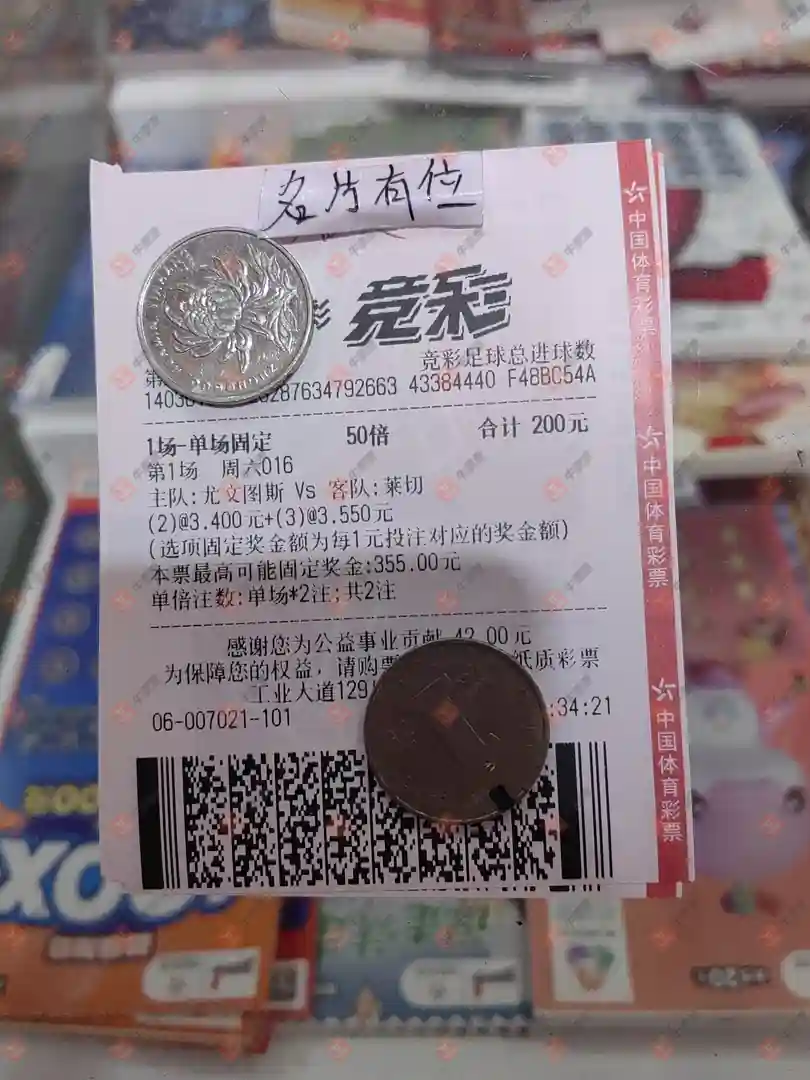 名片有位
彩 竞彩
竞彩足球总进球数
第
14030 287634792663 43384440 F48BC54A
1场-单场固定 50倍 合计 200元
第1场 周六016
主队:尤文图斯 Vs 客队:莱切
(2)@3.400元+(3)@3.550元
(选项固定奖金额为每1元投注对应的奖金额)
本票最高可能固定奖金:355.00元
单倍注数:单场*2注;共2注
感谢您为公益事业贡献 42.00元
为保障您的权益，请购票 纸质彩票
工业大道129
06-007021-101 :34:21
中国体育彩票
中国体育彩票
中国体育彩票